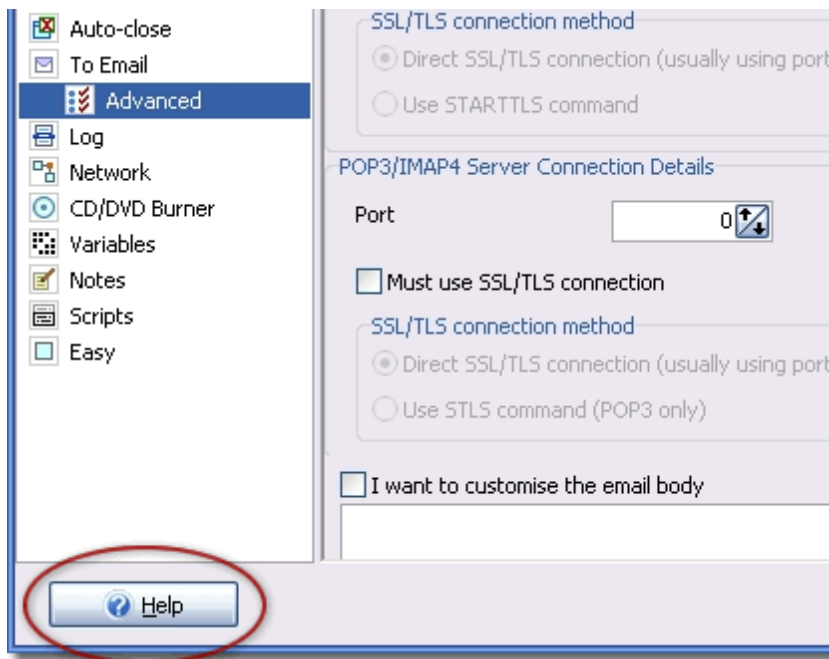 Auto-close
To Email
Advanced
Log
Network
CD/DVD Burner
Variables
Notes
Scripts
Easy
SSL/TLS connection method
Direct SSL/TLS connection (usually using port
Use STARTTLS command
POP3/IMAP4 Server Connection Details
Port
0
Must use SSL/TLS connection
SSL/TLS connection method
Direct SSL/TLS connection (usually using port
Use STLS command (POP3 only)
I want to customise the email body
Help